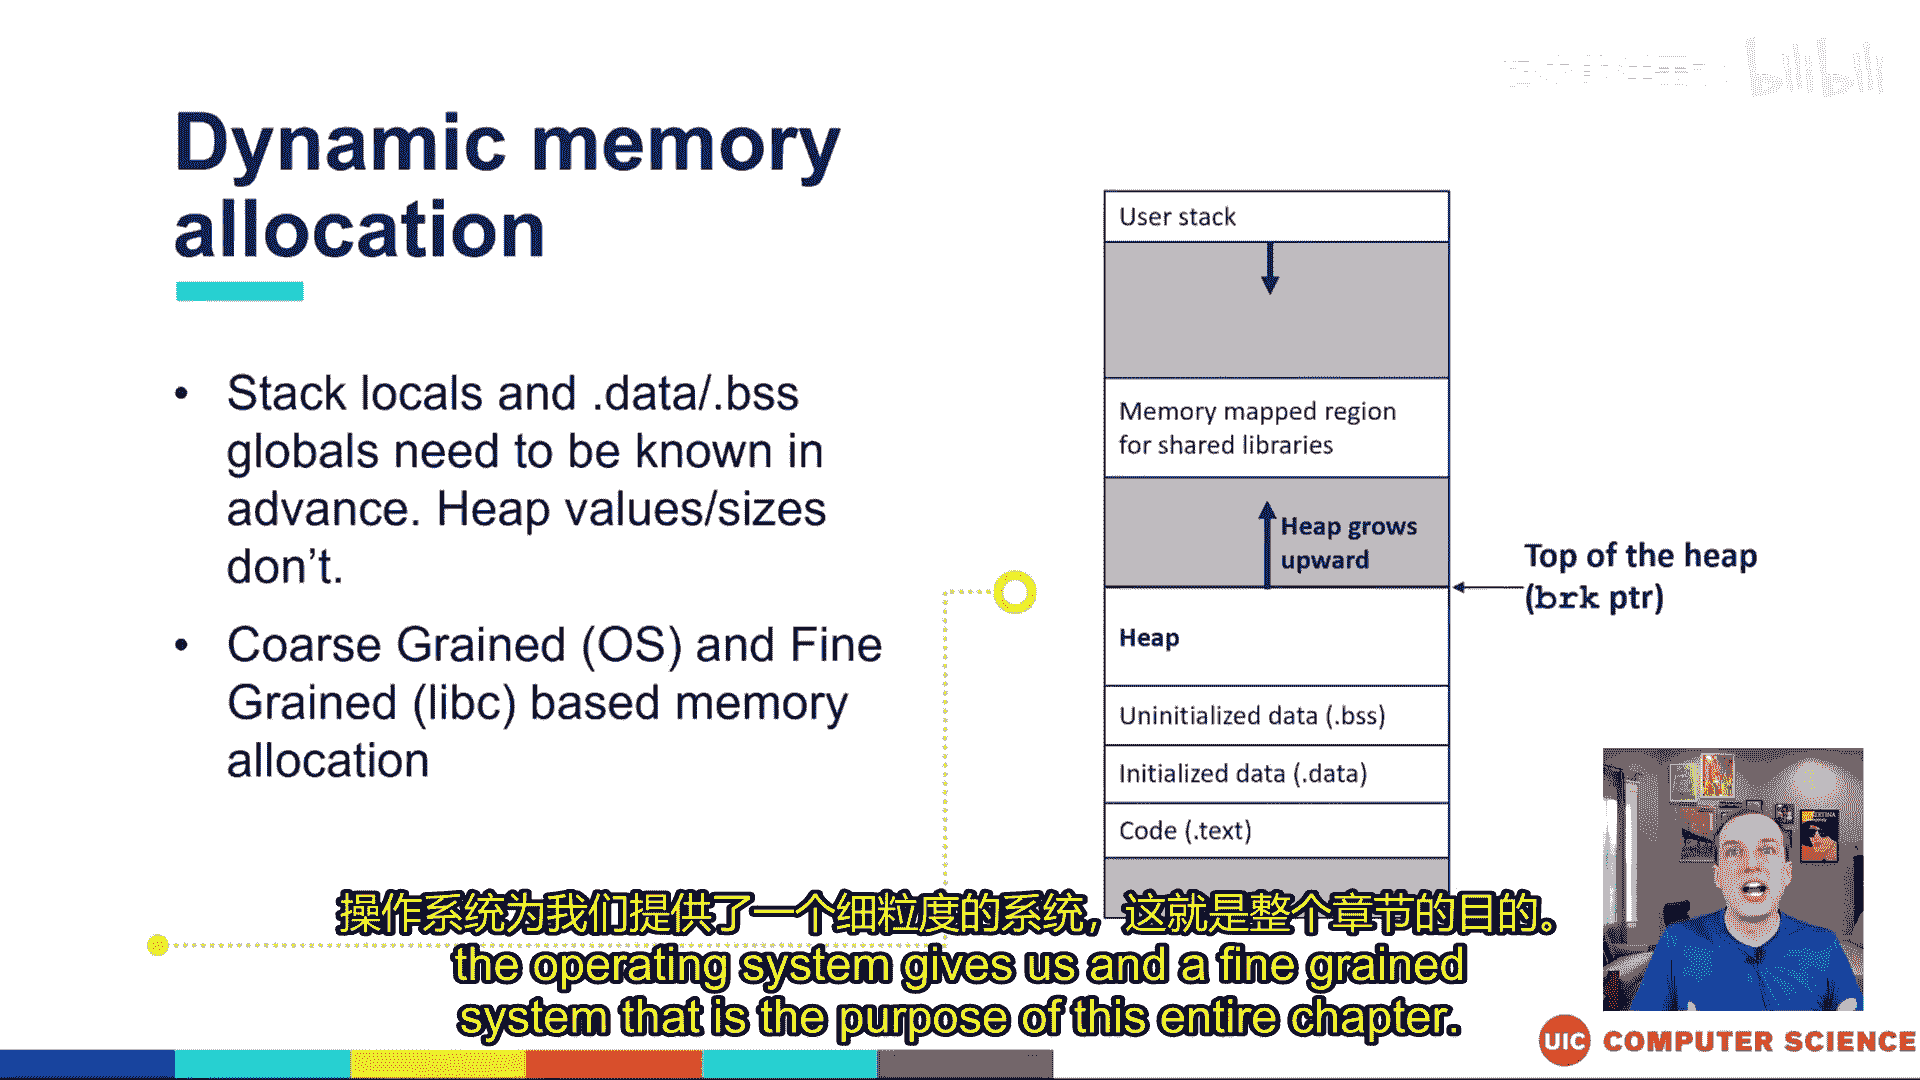 bilibili
Dynamic memory
allocation
• Stack locals and .data/.bss
globals need to be known in
advance. Heap values/sizes
don't.
• Coarse Grained (OS) and Fine
Grained (libc) based memory
allocation
User stack
Memory mapped region
for shared libraries
Heap grows
upward
Top of the heap
(brk ptr)
Heap
Uninitialized data (.bss)
Initialized data (.data)
Code (.text)
操作系统为我们提供了一个细粒度的系统，这就是整个章节的目的。
the operating system gives us and a fine grained
system that is the purpose of this entire chapter.
UIC COMPUTER SCIENCE